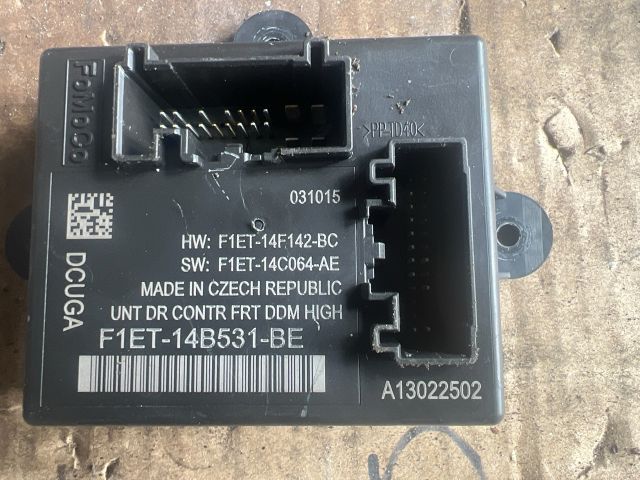 FoMoCo
>PP-TD40<
031015
HW: F1ET-14F142-BC
SW: F1ET-14C064-AE
MADE IN CZECH REPUBLIC
UNT DR CONTR FRT DDM HIGH
F1ET-14B531-BE
DCUGA
A13022502